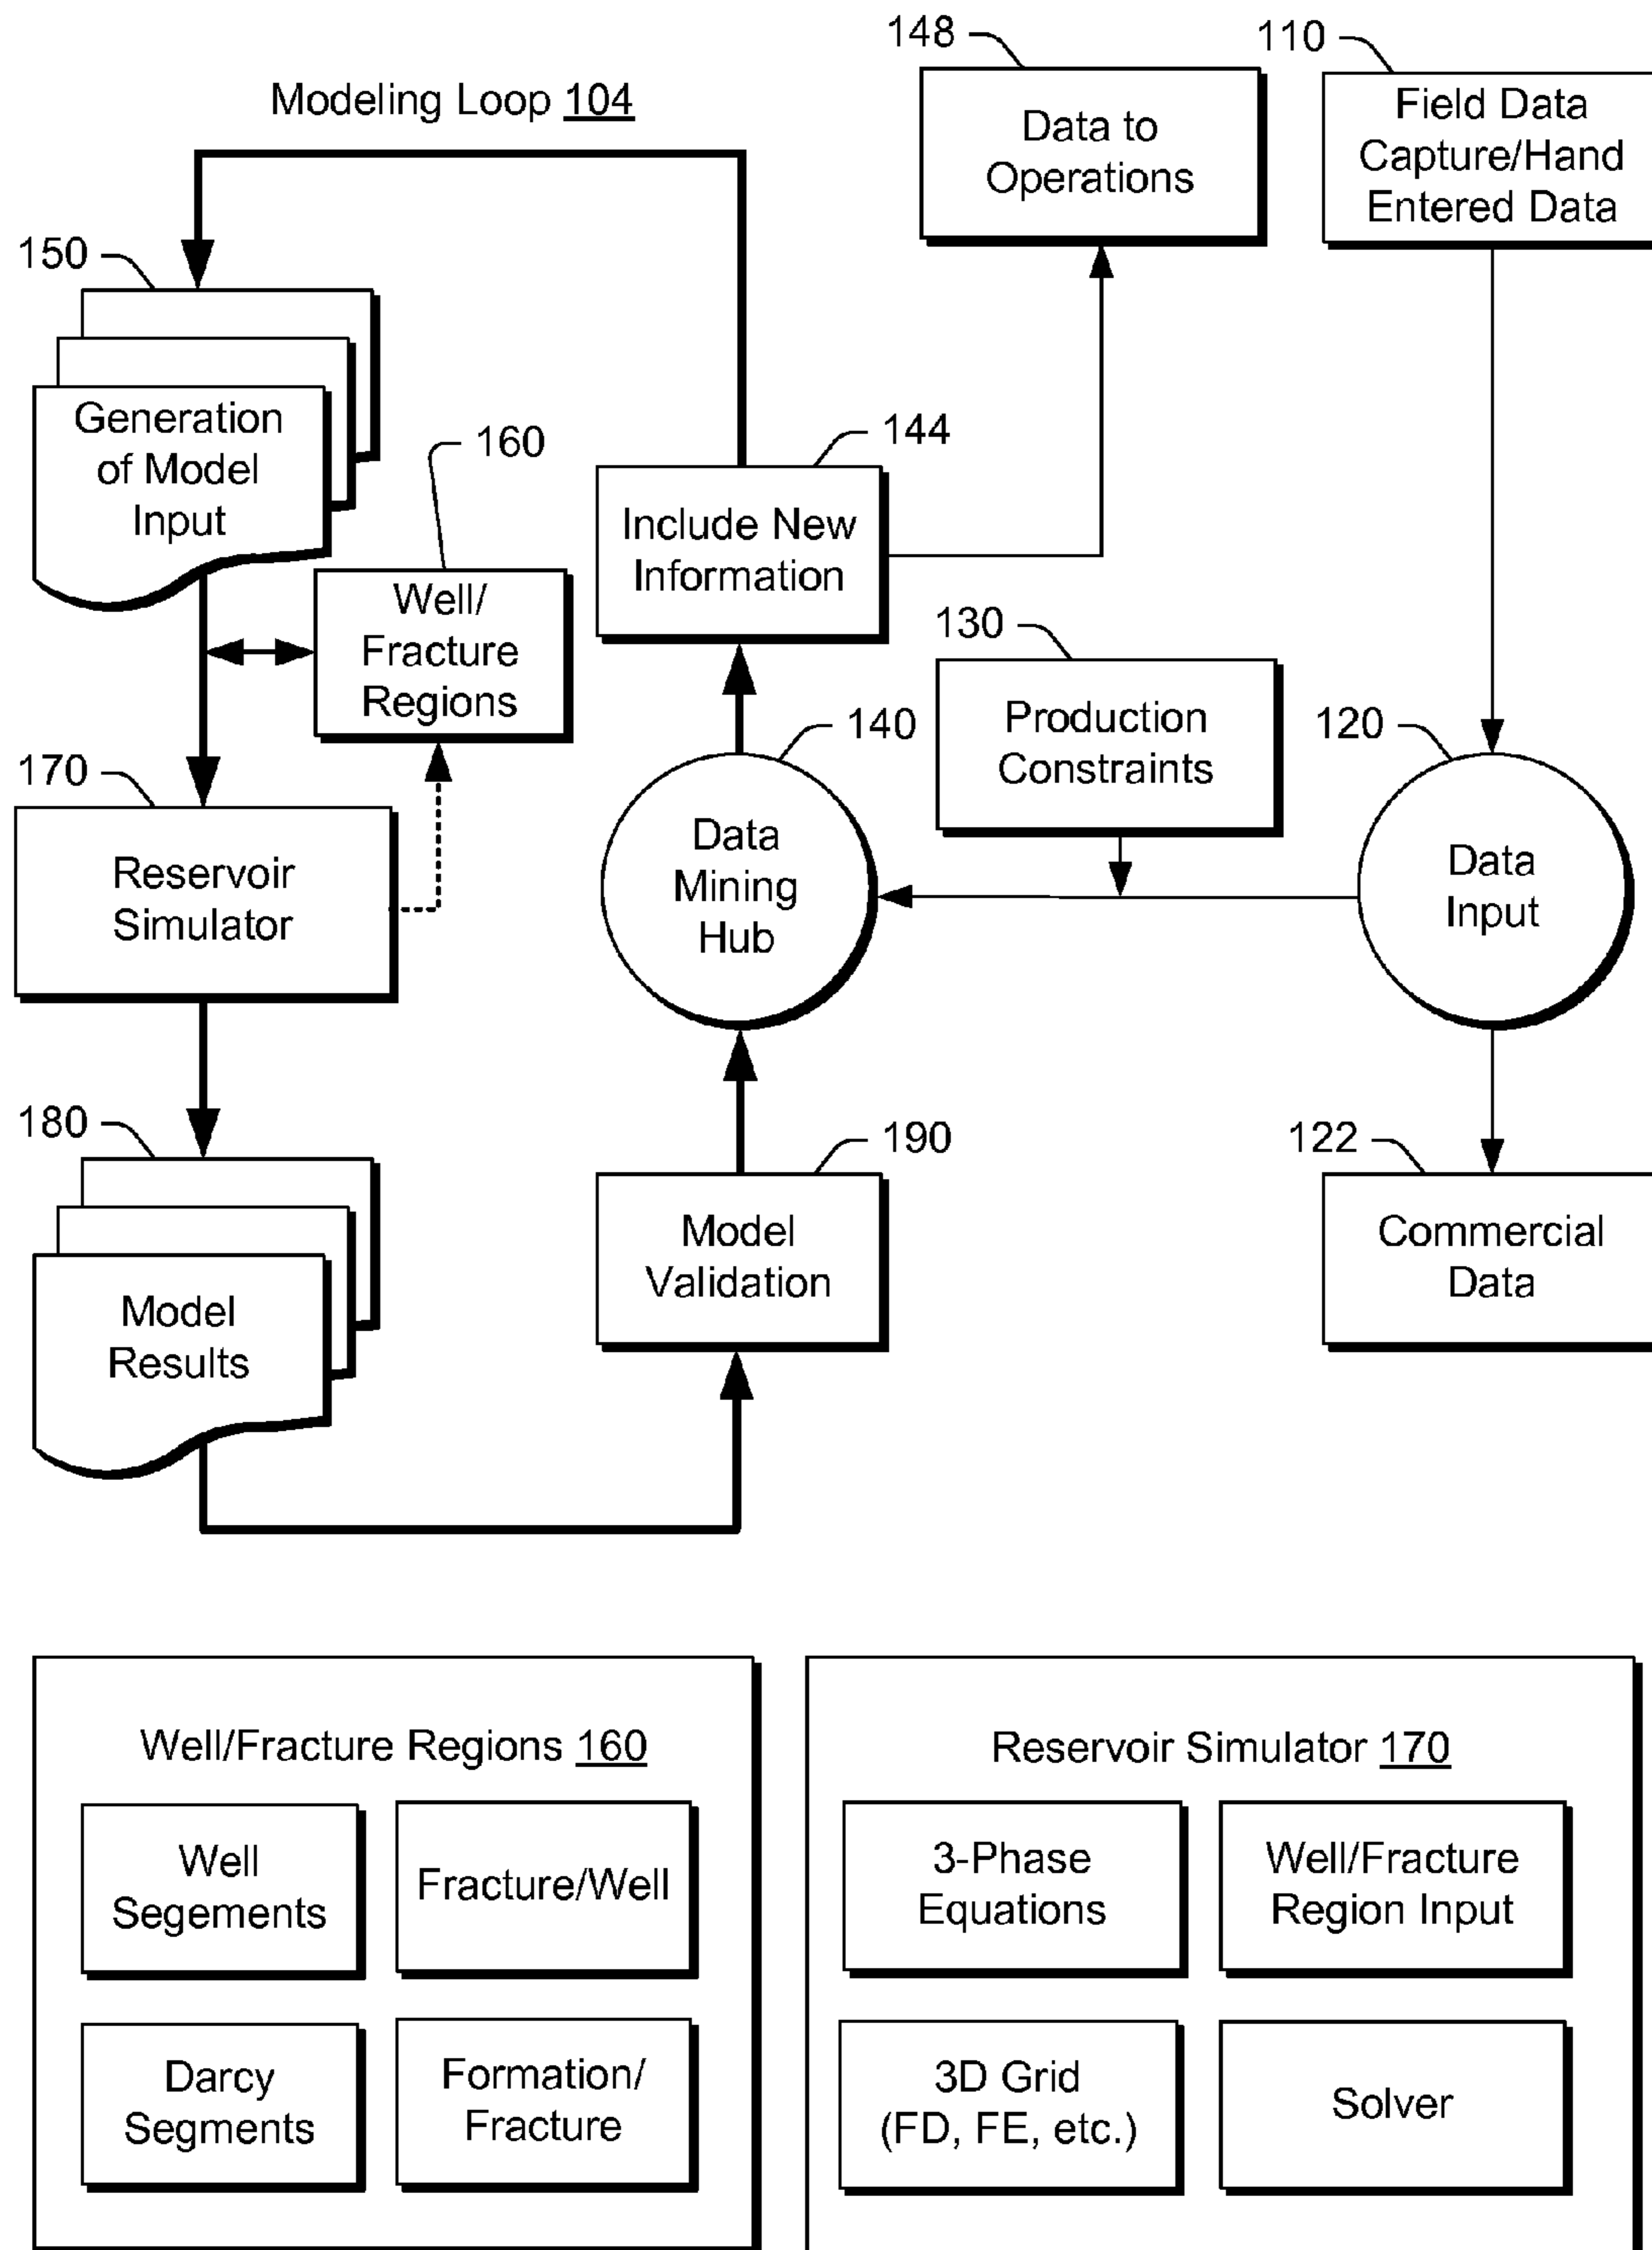 148
110
Modeling Loop 104
Data to
Operations
Field Data
Capture/Hand
Entered Data
150
Generation
of Model
Input
160
Well/
Fracture
Regions
144
Include New
Information
130
Production
Constraints
170
Reservoir
Simulator
140
Data
Mining
Hub
120
Data
Input
180
Model
Results
190
Model
Validation
122
Commercial
Data
Well/Fracture Regions 160
Well
Segements
Fracture/Well
Darcy
Segments
Formation/
Fracture
Reservoir Simulator 170
3-Phase
Equations
Well/Fracture
Region Input
3D Grid
(FD, FE, etc.)
Solver